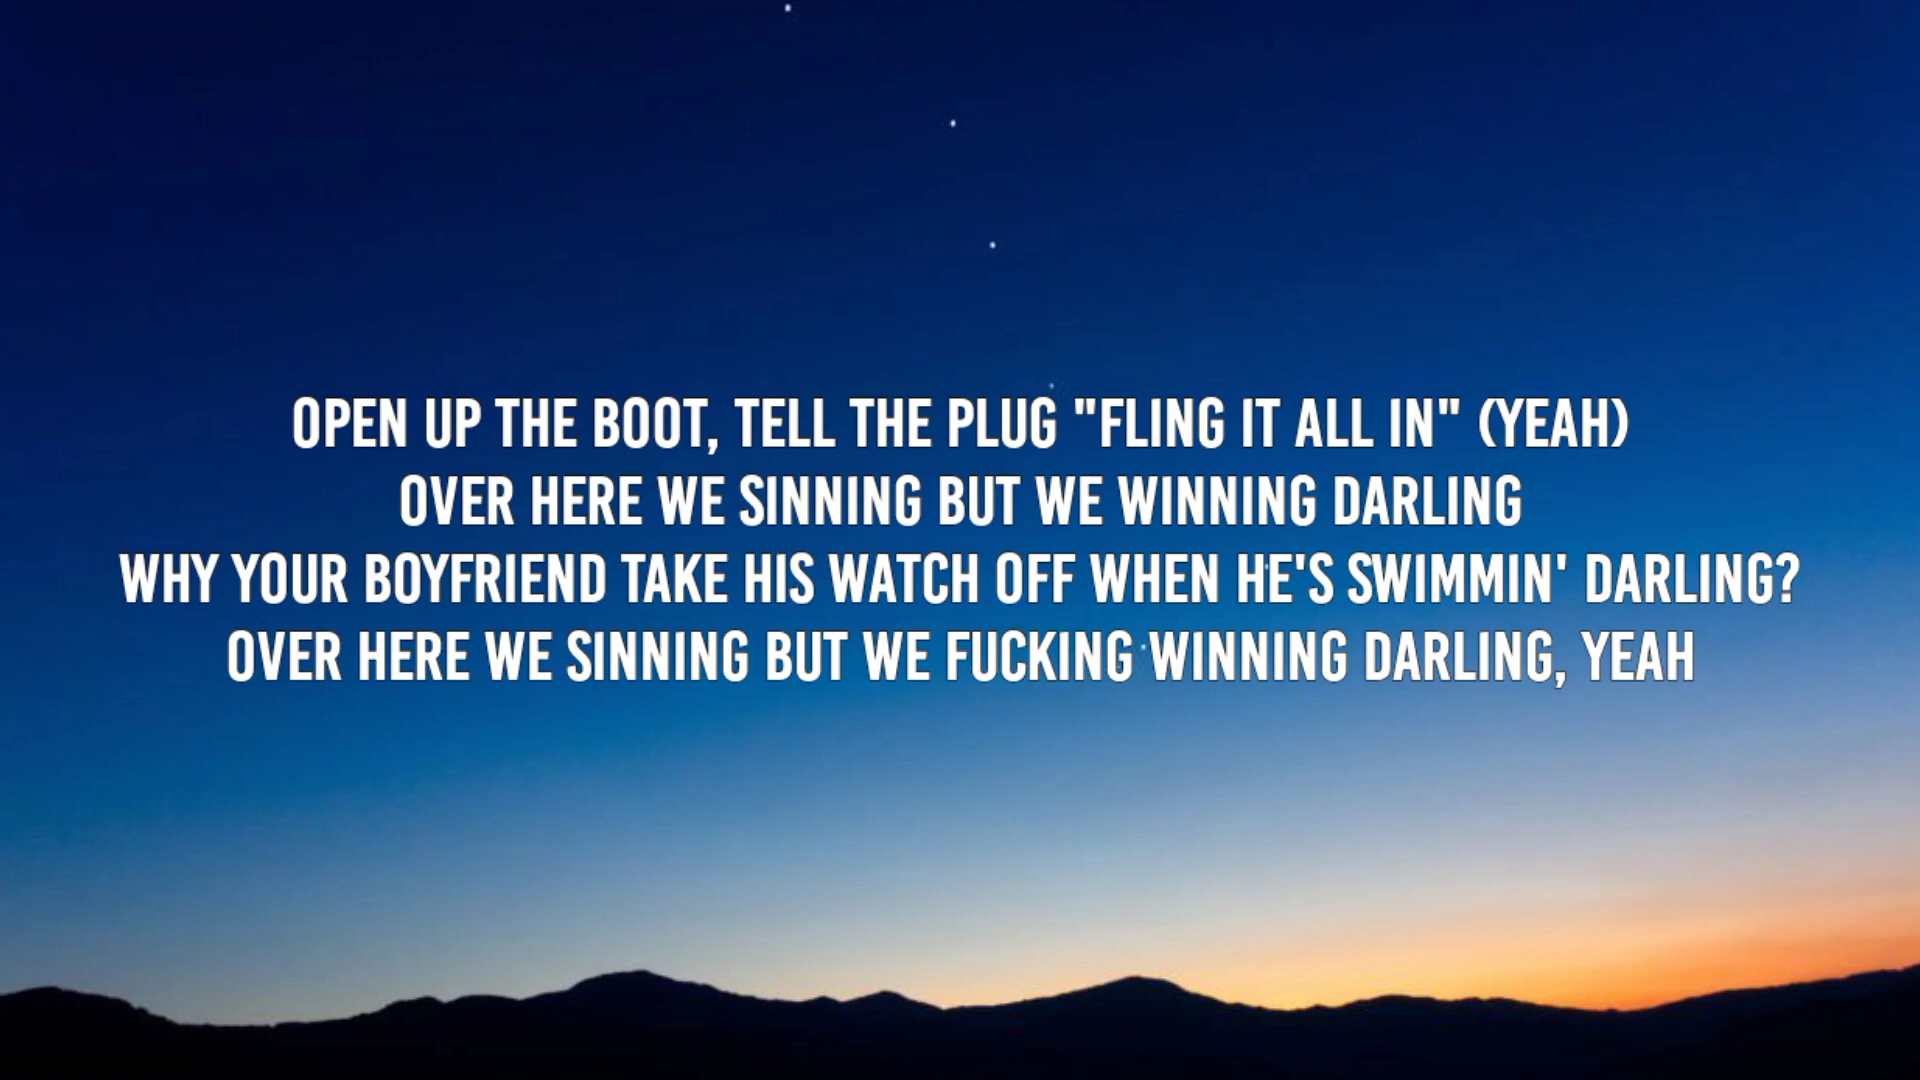 OPEN UP THE BOOT, TELL THE PLUG "FLING IT ALL IN" (YEAH)
OVER HERE WE SINNING BUT WE WINNING DARLING
WHY YOUR BOYFRIEND TAKE HIS WATCH OFF WHEN HE'S SWIMMIN' DARLING?
OVER HERE WE SINNING BUT WE FUCKING WINNING DARLING, YEAH